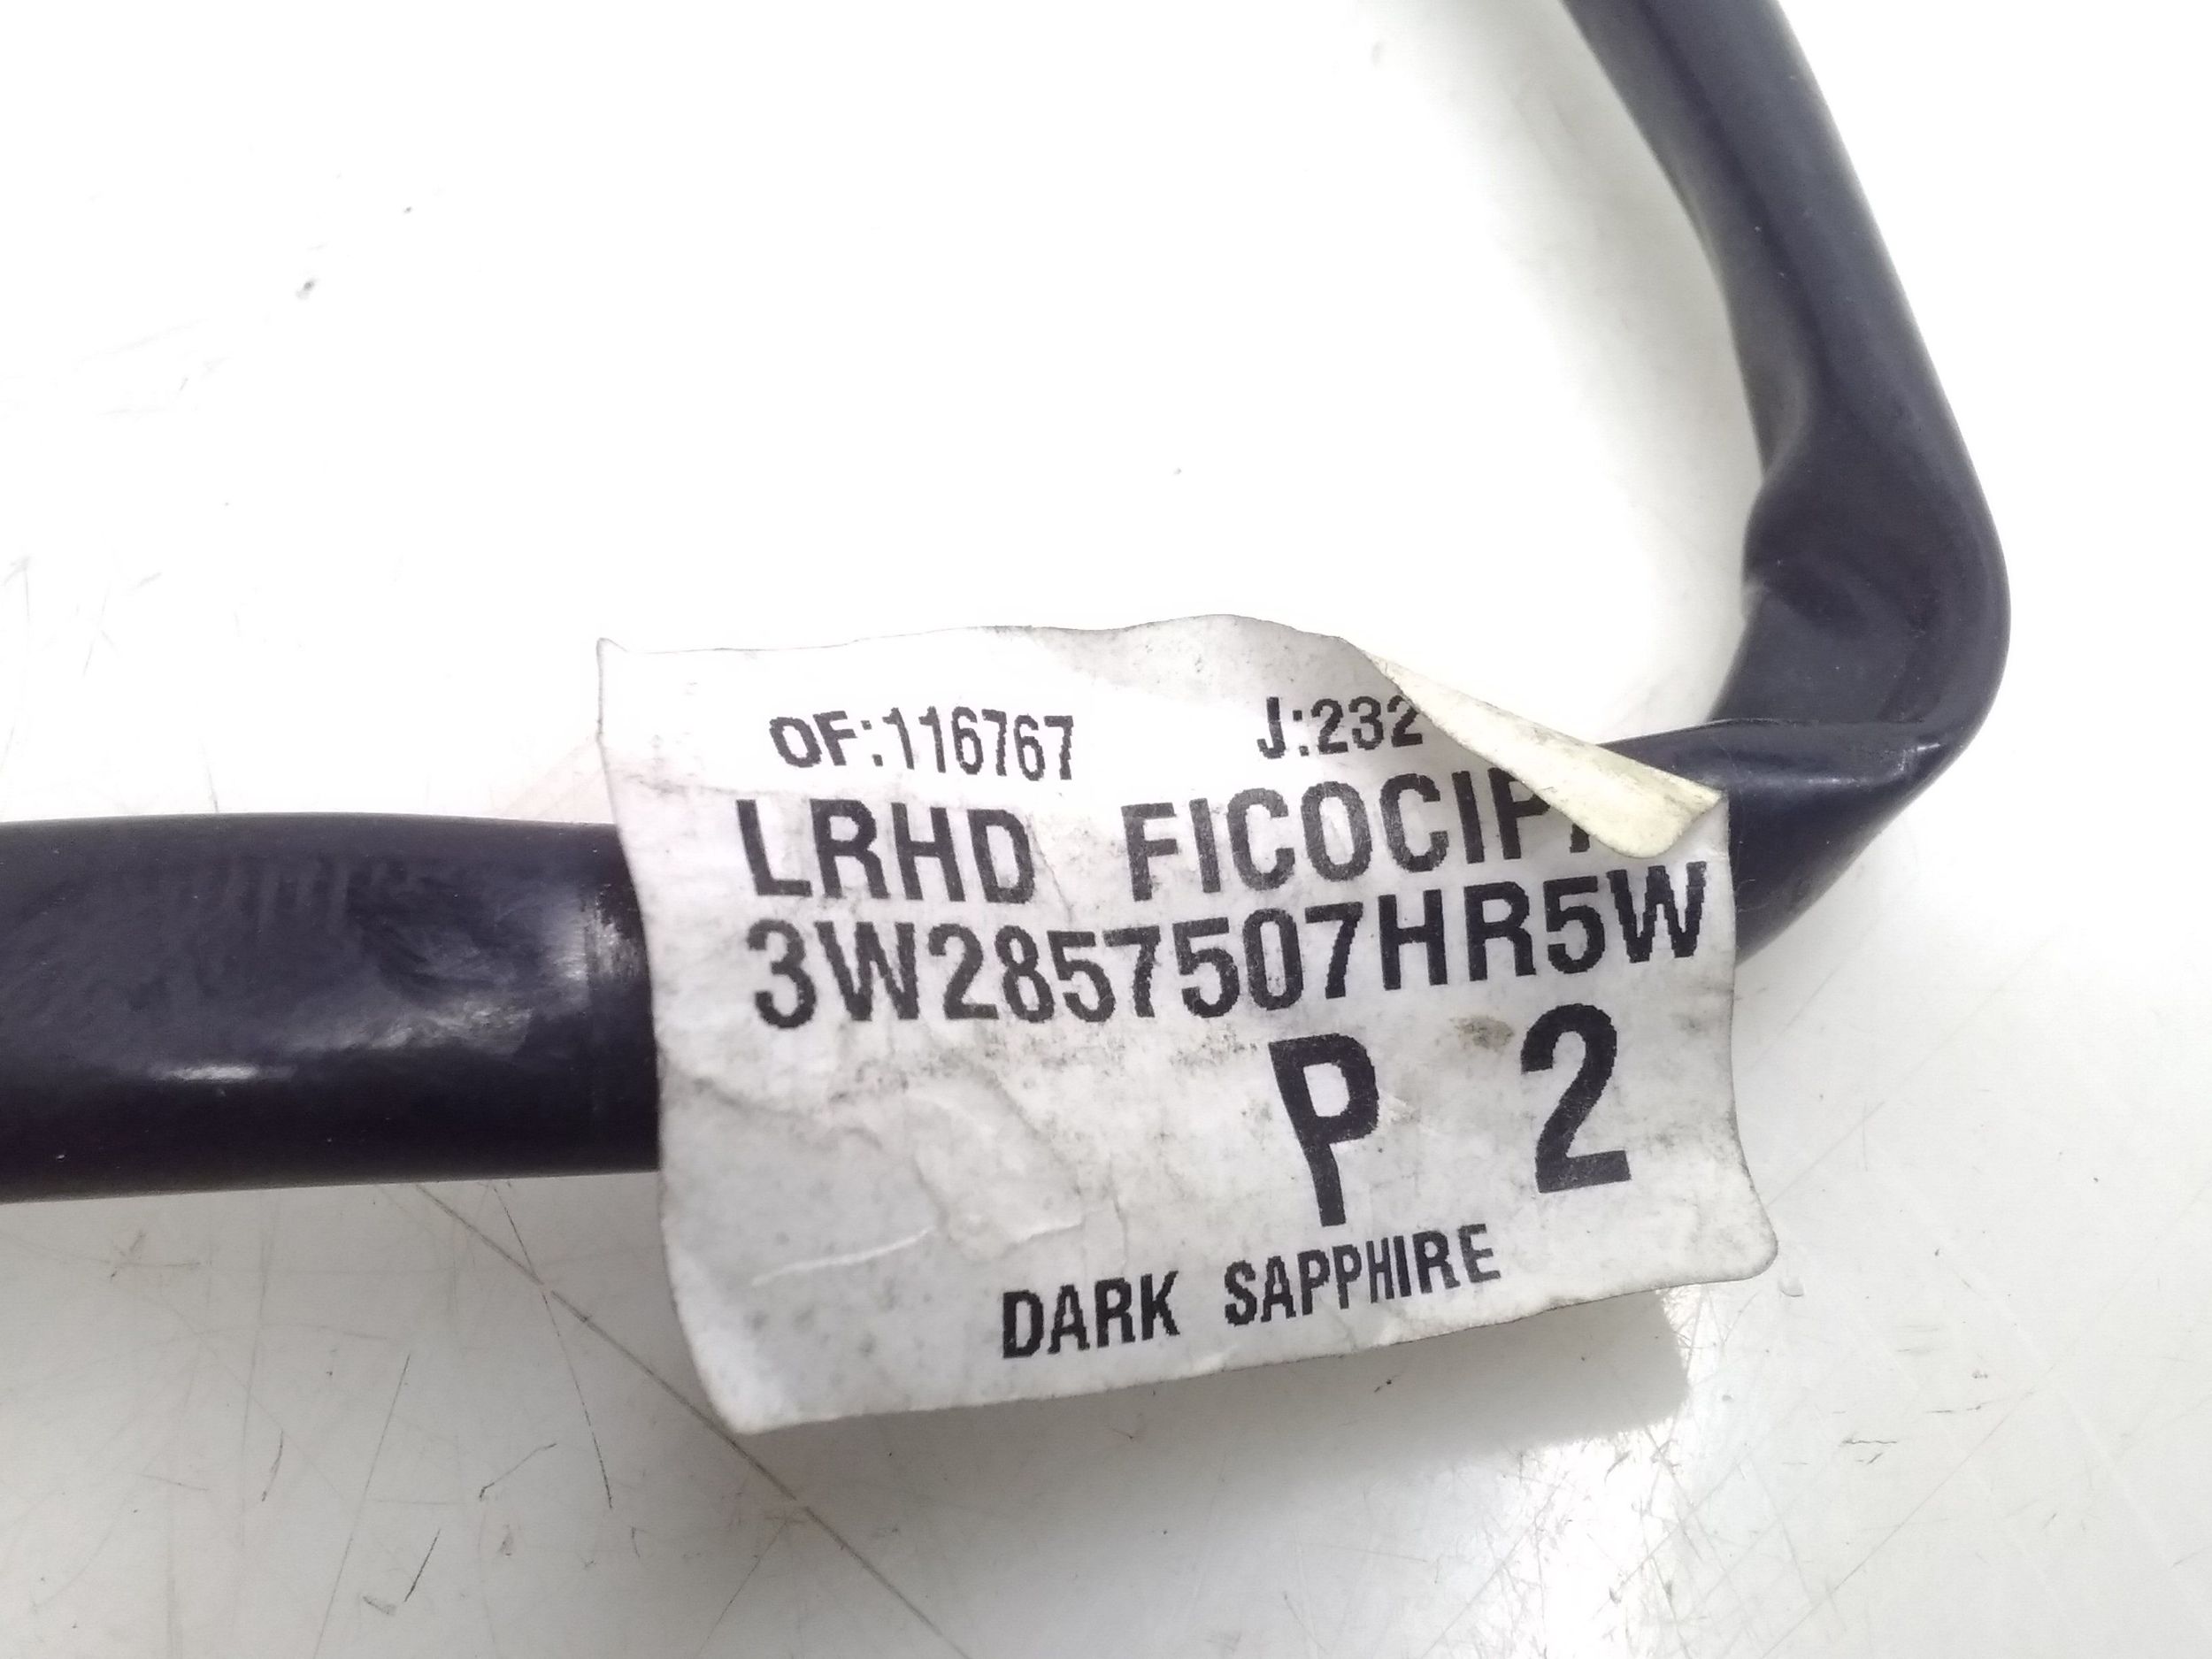 OF:116767 J:232
LRHD FICOCIP
3W2857507HR5W
P 2
DARK SAPPHIRE